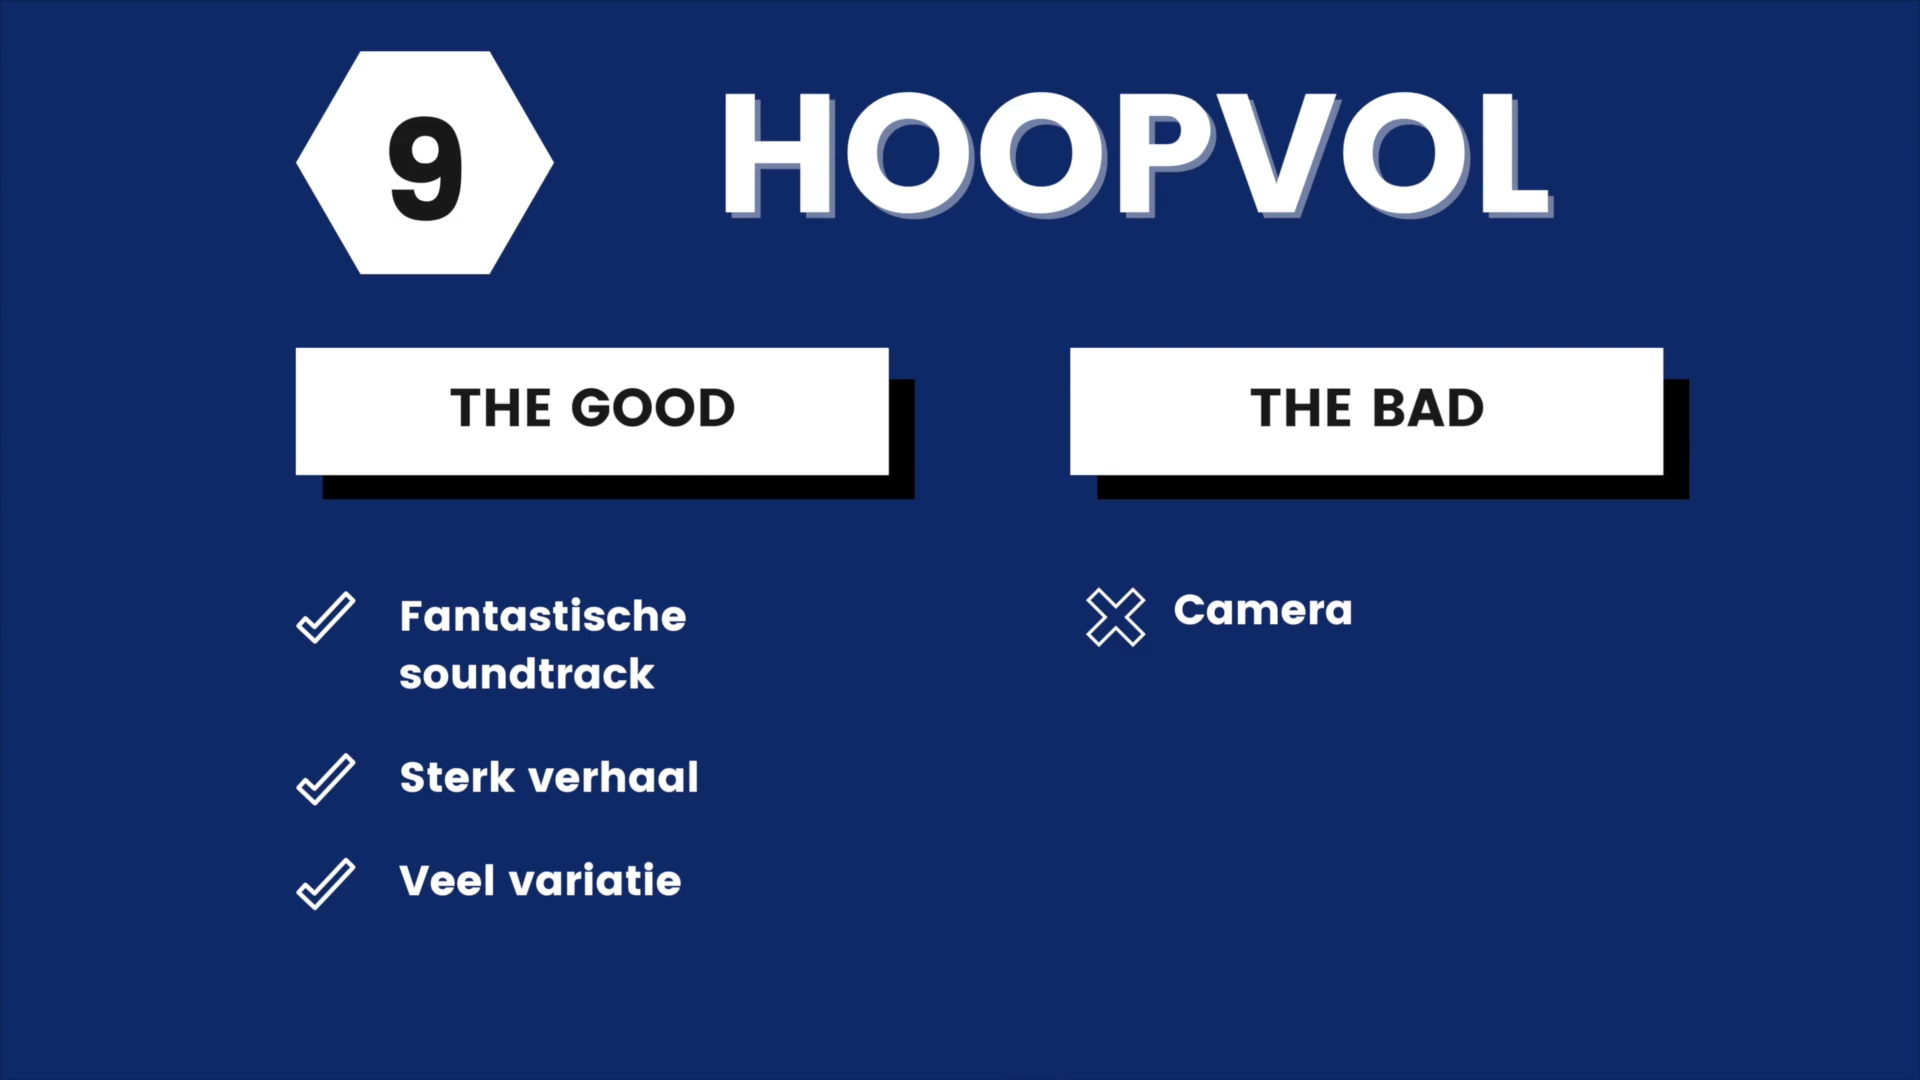 9
HOOPVOL
THE GOOD
THE BAD
Fantastische
soundtrack
Sterk verhaal
Veel variatie
Camera